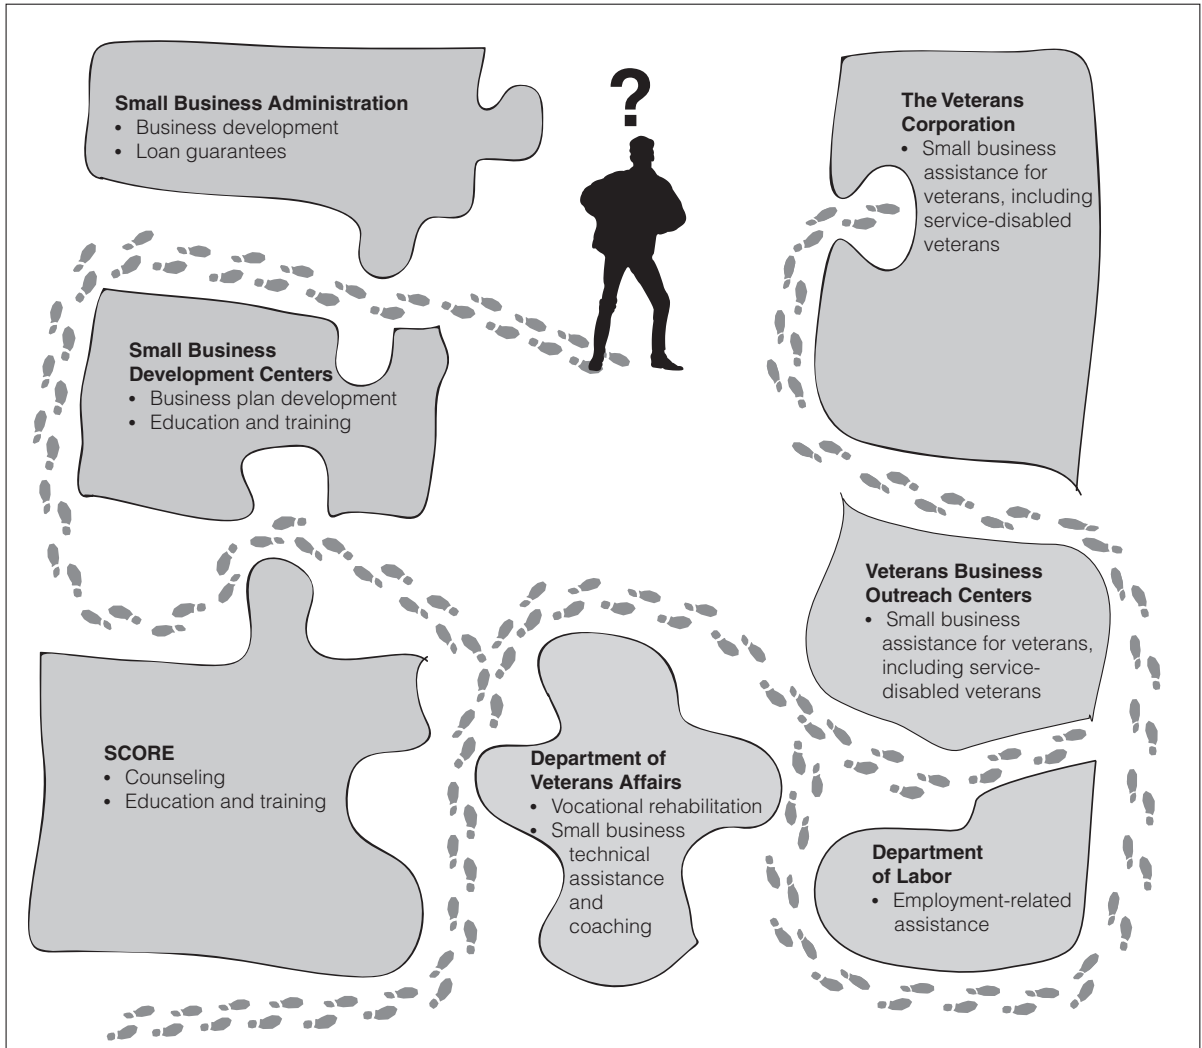 Small Business Administration
• Business development
• Loan guarantees
?
The Veterans
Corporation
• Small business
assistance for
veterans, including
service-disabled
veterans
Small Business
Development Centers
• Business plan development
• Education and training
Veterans Business
Outreach Centers
• Small business
assistance for veterans,
including service-
disabled veterans
SCORE
• Counseling
• Education and training
Department of
Veterans Affairs
• Vocational rehabilitation
• Small business
technical
assistance
and
coaching
Department
of Labor
• Employment-related
assistance